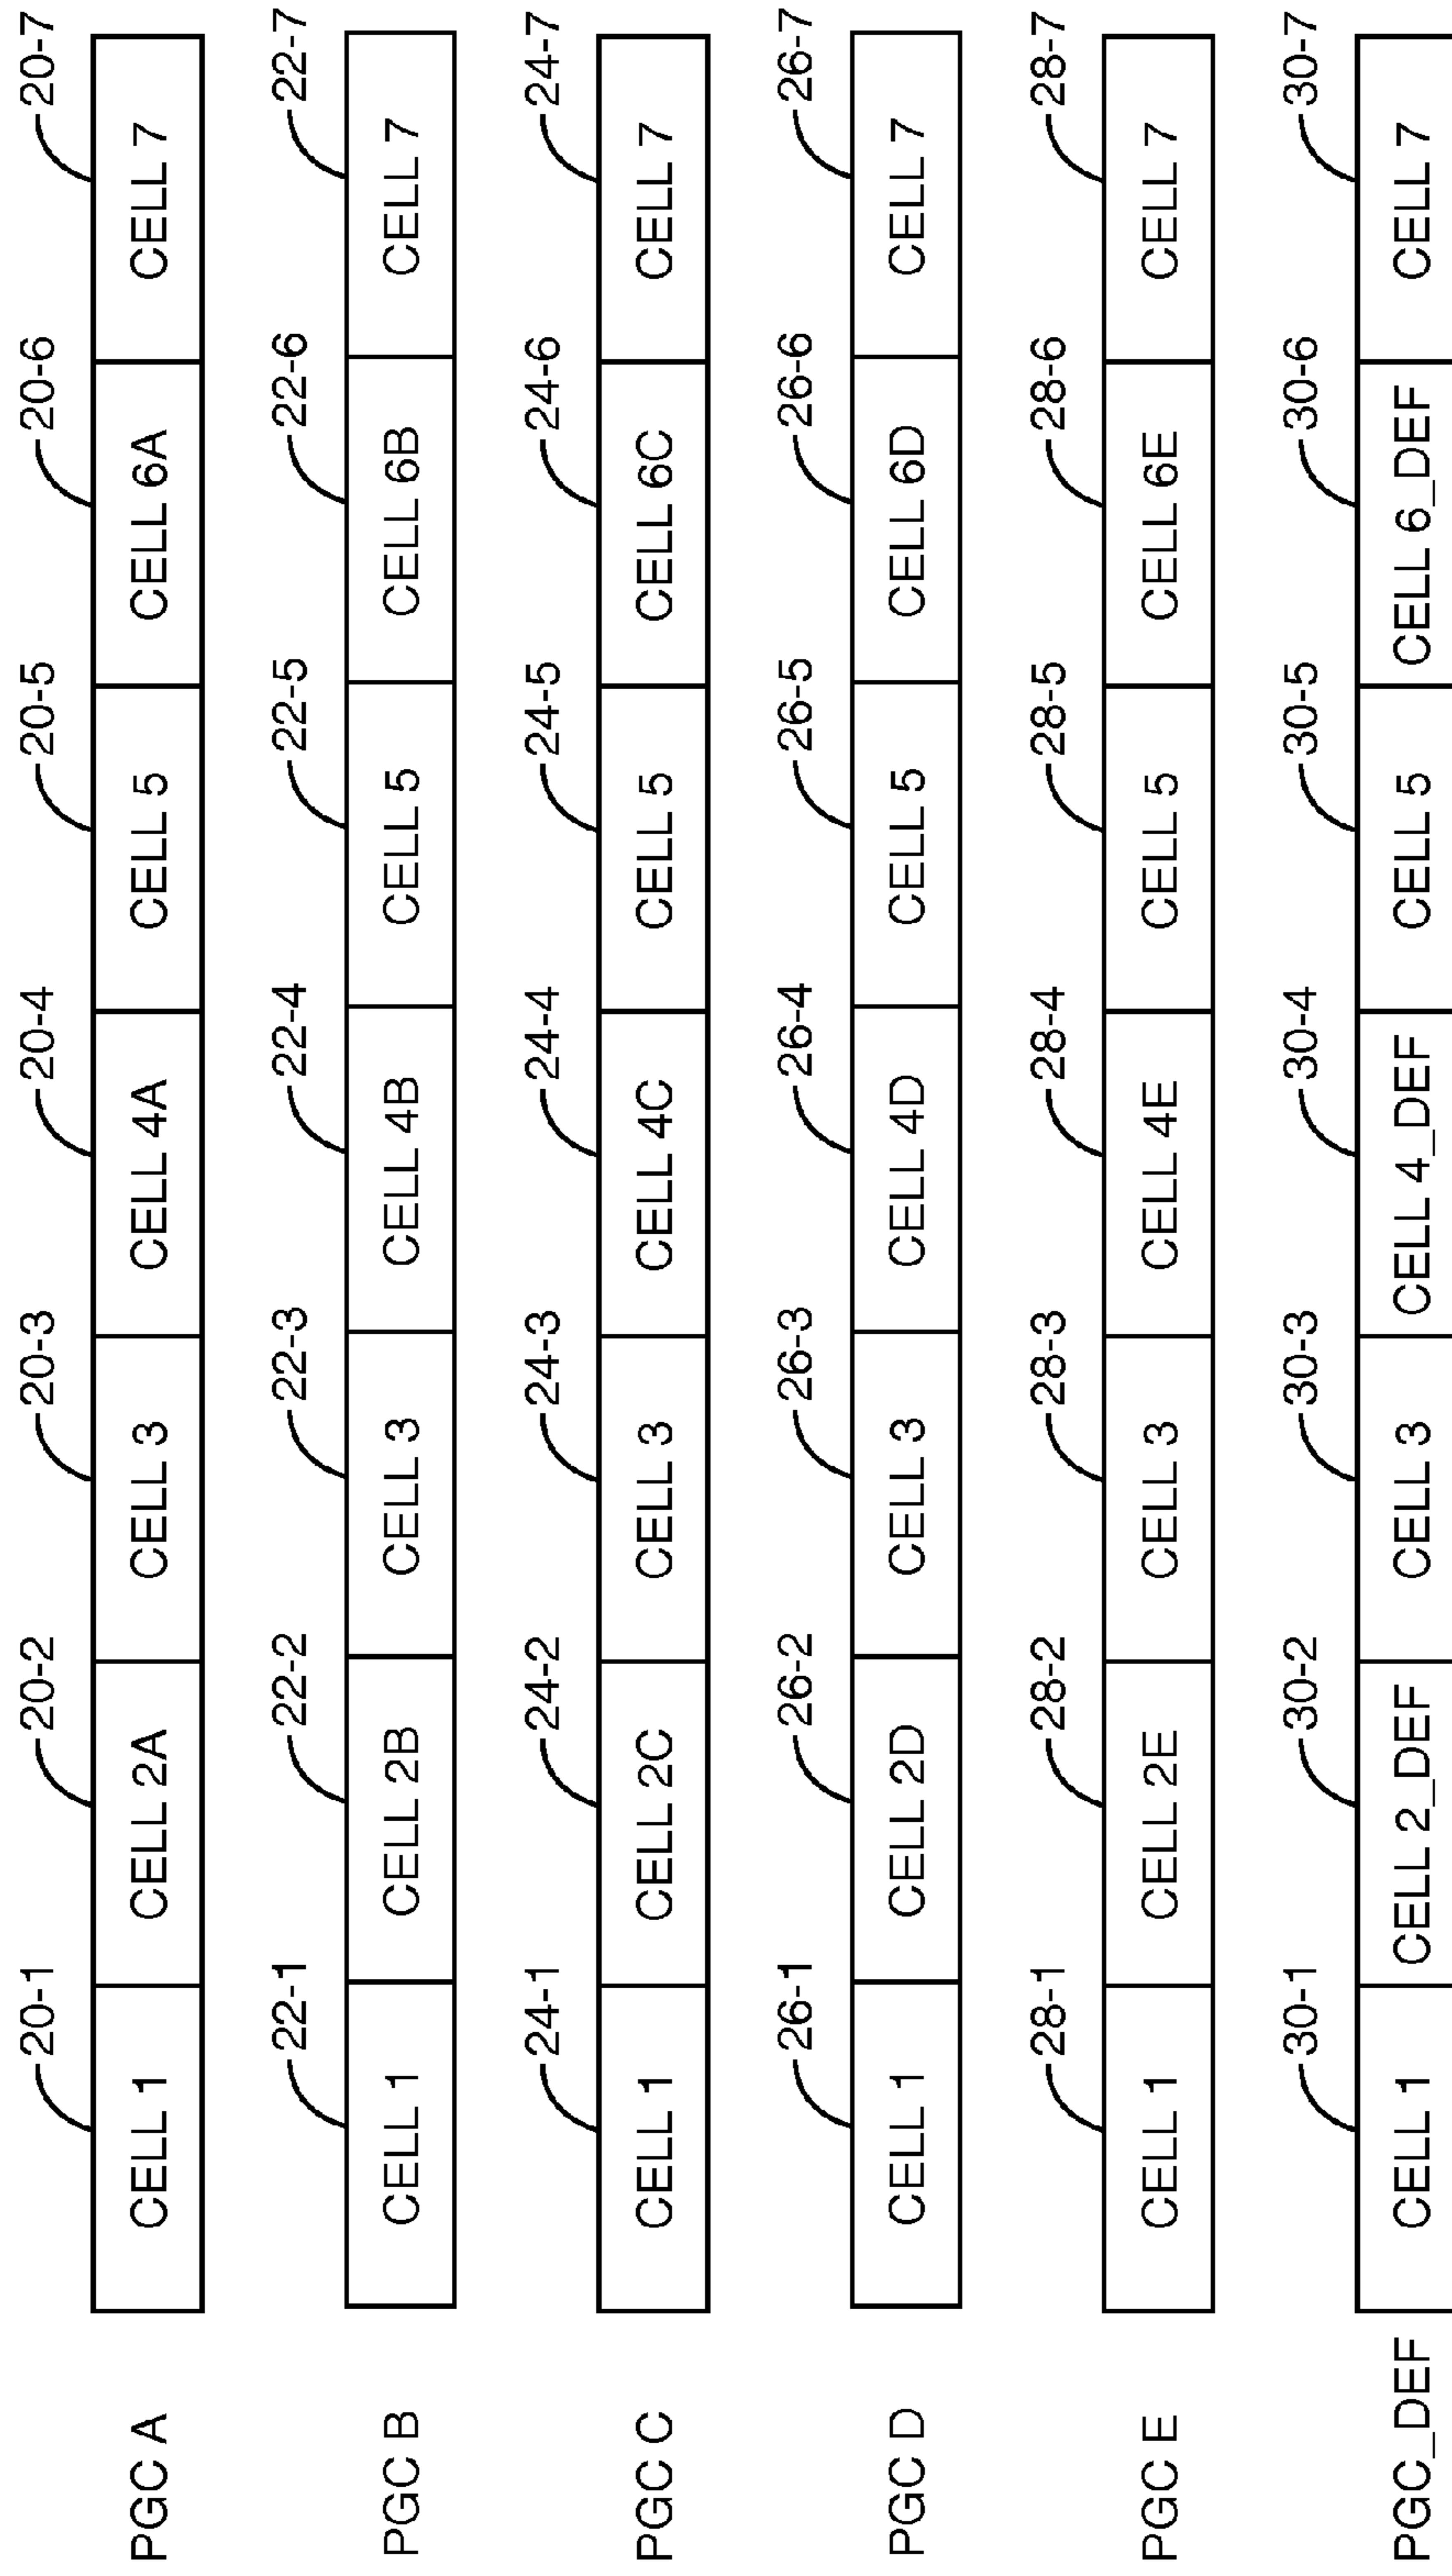 20-1 20-2 20-3 20-4 20-5 20-6 20-7
PGC A CELL 1 CELL 2A CELL 3 CELL 4A CELL 5 CELL 6A CELL 7
22-1 22-2 22-3 22-4 22-5 22-6 22-7
PGC B CELL 1 CELL 2B CELL 3 CELL 4B CELL 5 CELL 6B CELL 7
24-1 24-2 24-3 24-4 24-5 24-6 24-7
PGC C CELL 1 CELL 2C CELL 3 CELL 4C CELL 5 CELL 6C CELL 7
26-1 26-2 26-3 26-4 26-5 26-6 26-7
PGC D CELL 1 CELL 2D CELL 3 CELL 4D CELL 5 CELL 6D CELL 7
28-1 28-2 28-3 28-4 28-5 28-6 28-7
PGC E CELL 1 CELL 2E CELL 3 CELL 4E CELL 5 CELL 6E CELL 7
30-1 30-2 30-3 30-4 30-5 30-6 30-7
PGC_DEF CELL 1 CELL 2_DEF CELL 3 CELL 4_DEF CELL 5 CELL 6_DEF CELL 7